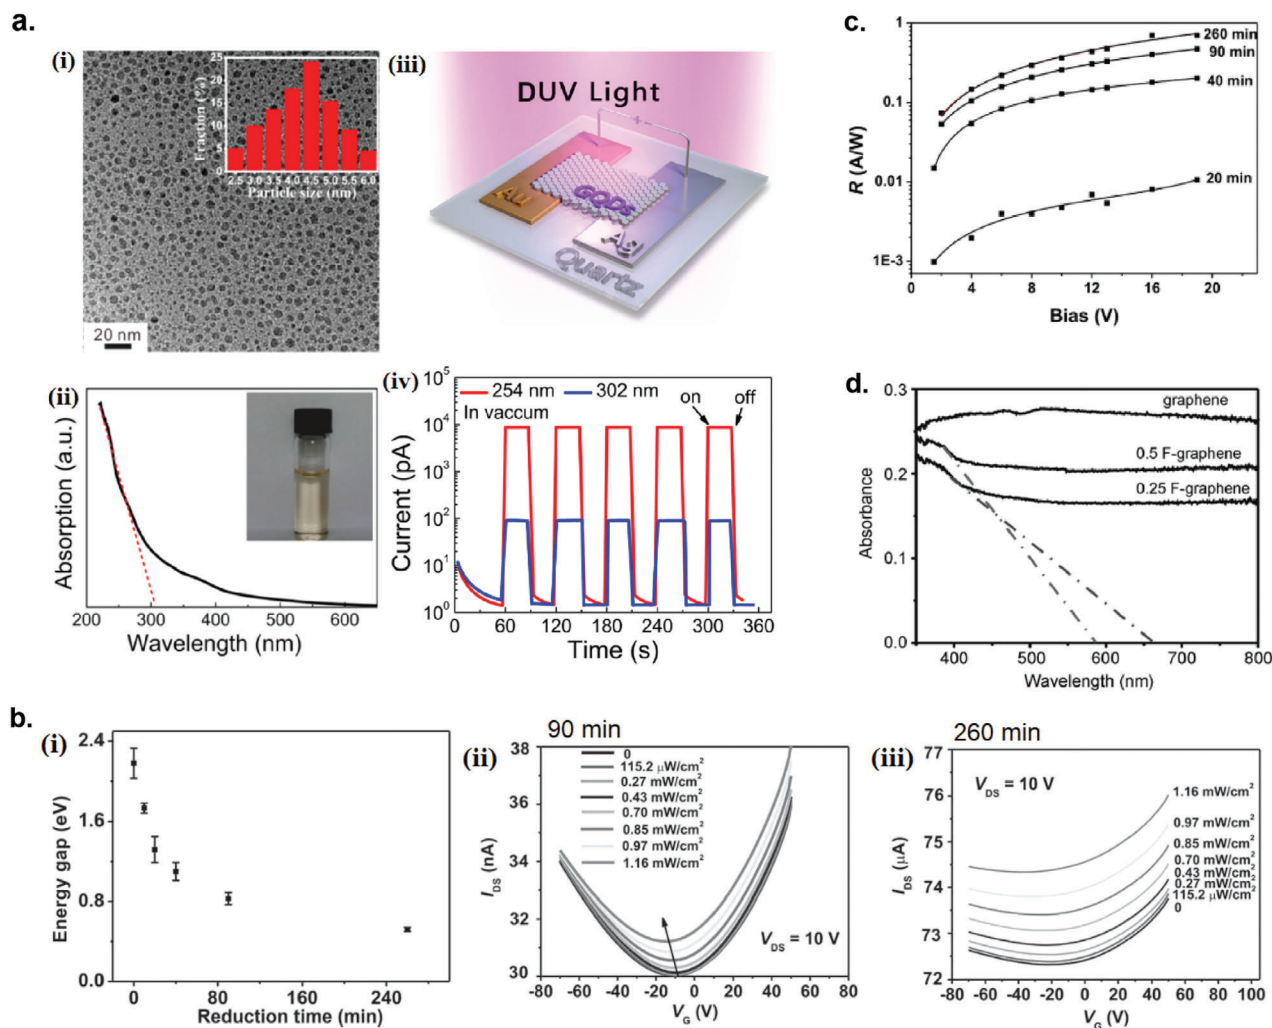 a.
(i)
Fraction (%)
25
20
15
10
5
0
2.5 3.0 3.5 4.0 4.5 5.0 5.5 6.0
Particle size (nm)
20 nm
(iii)
DUV Light
- +
Au
GQDs
Ag
Quartz
(ii)
Absorption (a.u.)
200 300 400 500 600
Wavelength (nm)
(iv)
254 nm 302 nm
In vaccum
on off
Current (pA)
10⁵
10⁴
10³
10²
10¹
10⁰
0 60 120 180 240 300 360
Time (s)
b.
(i)
Energy gap (eV)
2.4
1.6
0.8
0.0
0 80 160 240
Reduction time (min)
(ii)
90 min
I_DS (nA)
38
36
34
32
30
0
115.2 μW/cm²
0.27 mW/cm²
0.43 mW/cm²
0.70 mW/cm²
0.85 mW/cm²
0.97 mW/cm²
1.16 mW/cm²
V_DS = 10 V
-80 -60 -40 -20 0 20 40 60 80
V_G (V)
(iii)
260 min
I_DS (μA)
77
76
75
74
73
72
V_DS = 10 V
1.16 mW/cm²
0.97 mW/cm²
0.85 mW/cm²
0.70 mW/cm²
0.43 mW/cm²
0.27 mW/cm²
115.2 μW/cm²
0
-80 -60 -40 -20 0 20 40 60 80 100
V_G (V)
c.
R (A/W)
1
0.1
0.01
1E-3
260 min
90 min
40 min
20 min
0 4 8 12 16 20
Bias (V)
d.
Absorbance
0.3
0.2
0.1
0.0
graphene
0.5 F-graphene
0.25 F-graphene
400 500 600 700 800
Wavelength (nm)